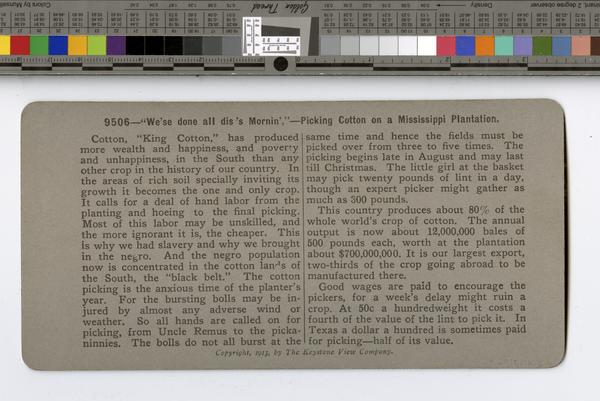 Colors by Munsell
Golden Thread
Density
9506—"We'se done all dis's Mornin',"—Picking Cotton on a Mississippi Plantation.
Cotton, "King Cotton," has produced
more wealth and happiness, and poverty
and unhappiness, in the South than any
other crop in the history of our country. In
the areas of rich soil specially inviting its
growth it becomes the one and only crop.
It calls for a deal of hand labor from the
planting and hoeing to the final picking.
Most of this labor may be unskilled, and
the more ignorant it is, the cheaper. This
is why we had slavery and why we brought
in the negro. And the negro population
now is concentrated in the cotton lands of
the South, the "black belt." The cotton
picking is the anxious time of the planter's
year. For the bursting bolls may be in-
jured by almost any adverse wind or
weather. So all hands are called on for
picking, from Uncle Remus to the picka-
ninnies. The bolls do not all burst at the
same time and hence the fields must be
picked over from three to five times. The
picking begins late in August and may last
till Christmas. The little girl at the basket
may pick twenty pounds of lint in a day,
though an expert picker might gather as
much as 300 pounds.
This country produces about 80% of the
whole world's crop of cotton. The annual
output is now about 12,000,000 bales of
500 pounds each, worth at the plantation
about $700,000,000. It is our largest export,
two-thirds of the crop going abroad to be
manufactured there.
Good wages are paid to encourage the
pickers, for a week's delay might ruin a
crop. At 50c a hundredweight it costs a
fourth of the value of the lint to pick it. In
Texas a dollar a hundred is sometimes paid
for picking—half of its value.
Copyright, 1913, by The Keystone View Company.